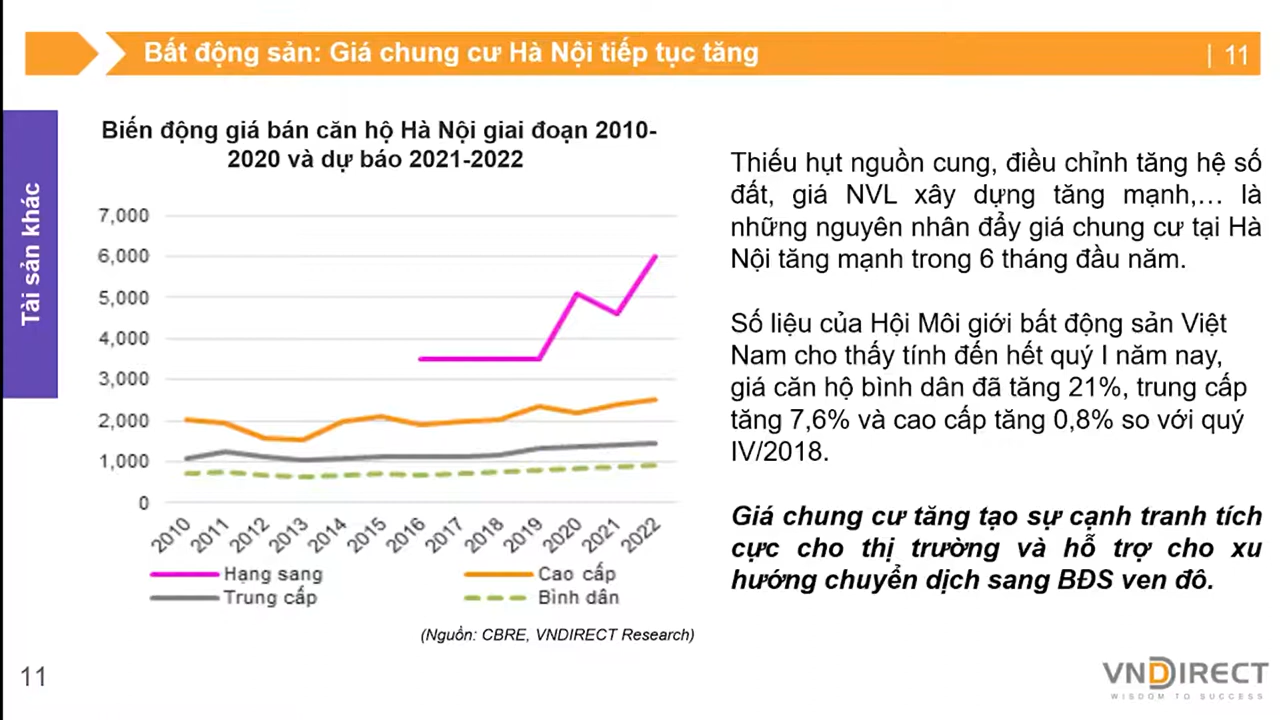 Bất động sản: Giá chung cư Hà Nội tiếp tục tăng
| 11
Tài sản khác
Biến động giá bán căn hộ Hà Nội giai đoạn 2010-
2020 và dự báo 2021-2022
7,000
6,000
5,000
4,000
3,000
2,000
1,000
0
2010 2011 2012 2013 2014 2015 2016 2017 2018 2019 2020 2021 2022
Hạng sang Cao cấp
Trung cấp Bình dân
(Nguồn: CBRE, VNDIRECT Research)
Thiếu hụt nguồn cung, điều chỉnh tăng hệ số
đất, giá NVL xây dựng tăng mạnh,… là
những nguyên nhân đẩy giá chung cư tại Hà
Nội tăng mạnh trong 6 tháng đầu năm.
Số liệu của Hội Môi giới bất động sản Việt
Nam cho thấy tính đến hết quý I năm nay,
giá căn hộ bình dân đã tăng 21%, trung cấp
tăng 7,6% và cao cấp tăng 0,8% so với quý
IV/2018.
Giá chung cư tăng tạo sự cạnh tranh tích
cực cho thị trường và hỗ trợ cho xu
hướng chuyển dịch sang BĐS ven đô.
11
VNDIRECT
WISDOM TO SUCCESS